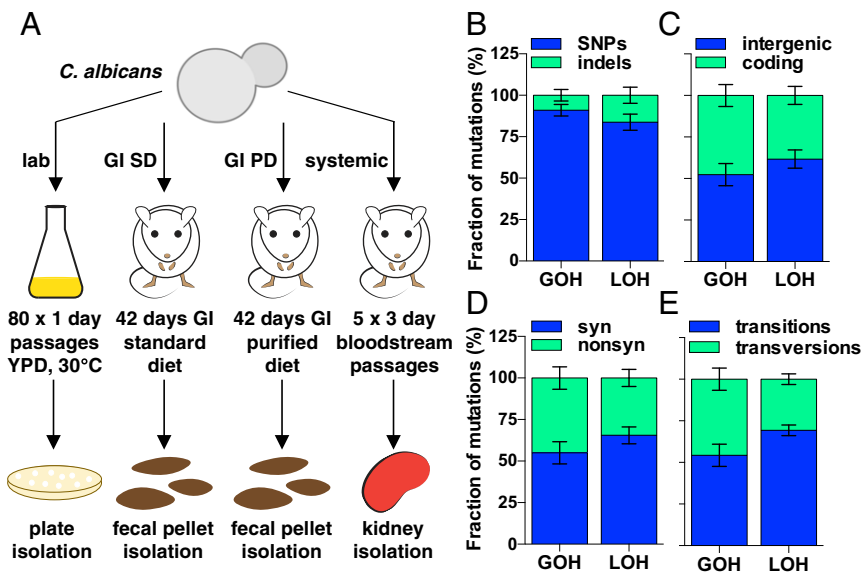 A
C. albicans
lab
GI SD
GI PD
systemic
80 x 1 day
passages
YPD, 30°C
42 days GI
standard
diet
42 days GI
purified
diet
5 x 3 day
bloodstream
passages
plate
isolation
fecal pellet
isolation
fecal pellet
isolation
kidney
isolation
B
SNPs
indels
Fraction of mutations (%)
125
100
75
50
25
0
GOH
LOH
C
intergenic
coding
GOH
LOH
D
syn
nonsyn
Fraction of mutations (%)
125
100
75
50
25
0
GOH
LOH
E
transitions
transversions
GOH
LOH